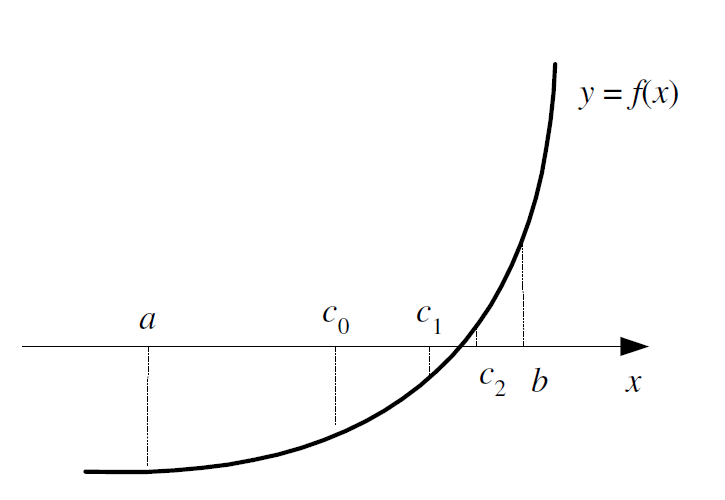 y = f(x)
a
c₀
c₁
c₂
b
x